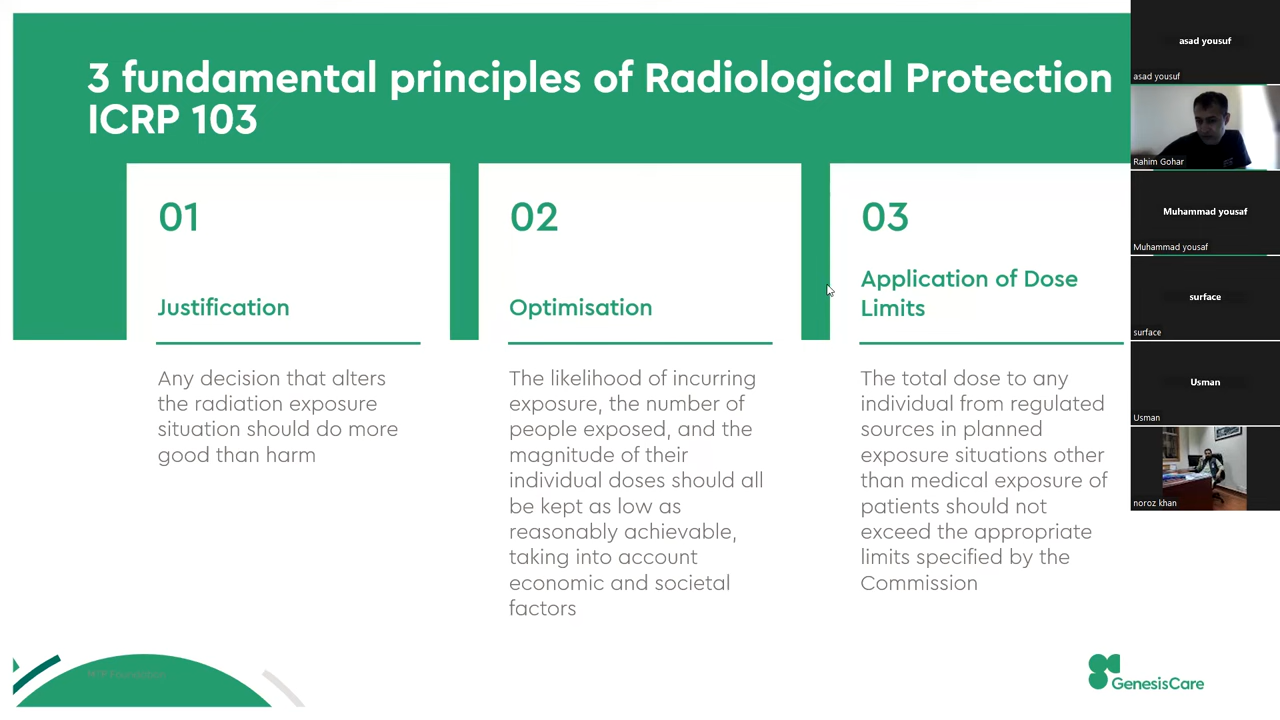 3 fundamental principles of Radiological Protection
ICRP 103
01
Justification
Any decision that alters
the radiation exposure
situation should do more
good than harm
02
Optimisation
The likelihood of incurring
exposure, the number of
people exposed, and the
magnitude of their
individual doses should all
be kept as low as
reasonably achievable,
taking into account
economic and societal
factors
03
Application of Dose
Limits
The total dose to any
individual from regulated
sources in planned
exposure situations other
than medical exposure of
patients should not
exceed the appropriate
limits specified by the
Commission
GenesisCare
asad yousuf
asad yousuf
Rahim Gohar
Muhammad yousaf
Muhammad yousaf
surface
surface
Usman
Usman
noroz khan